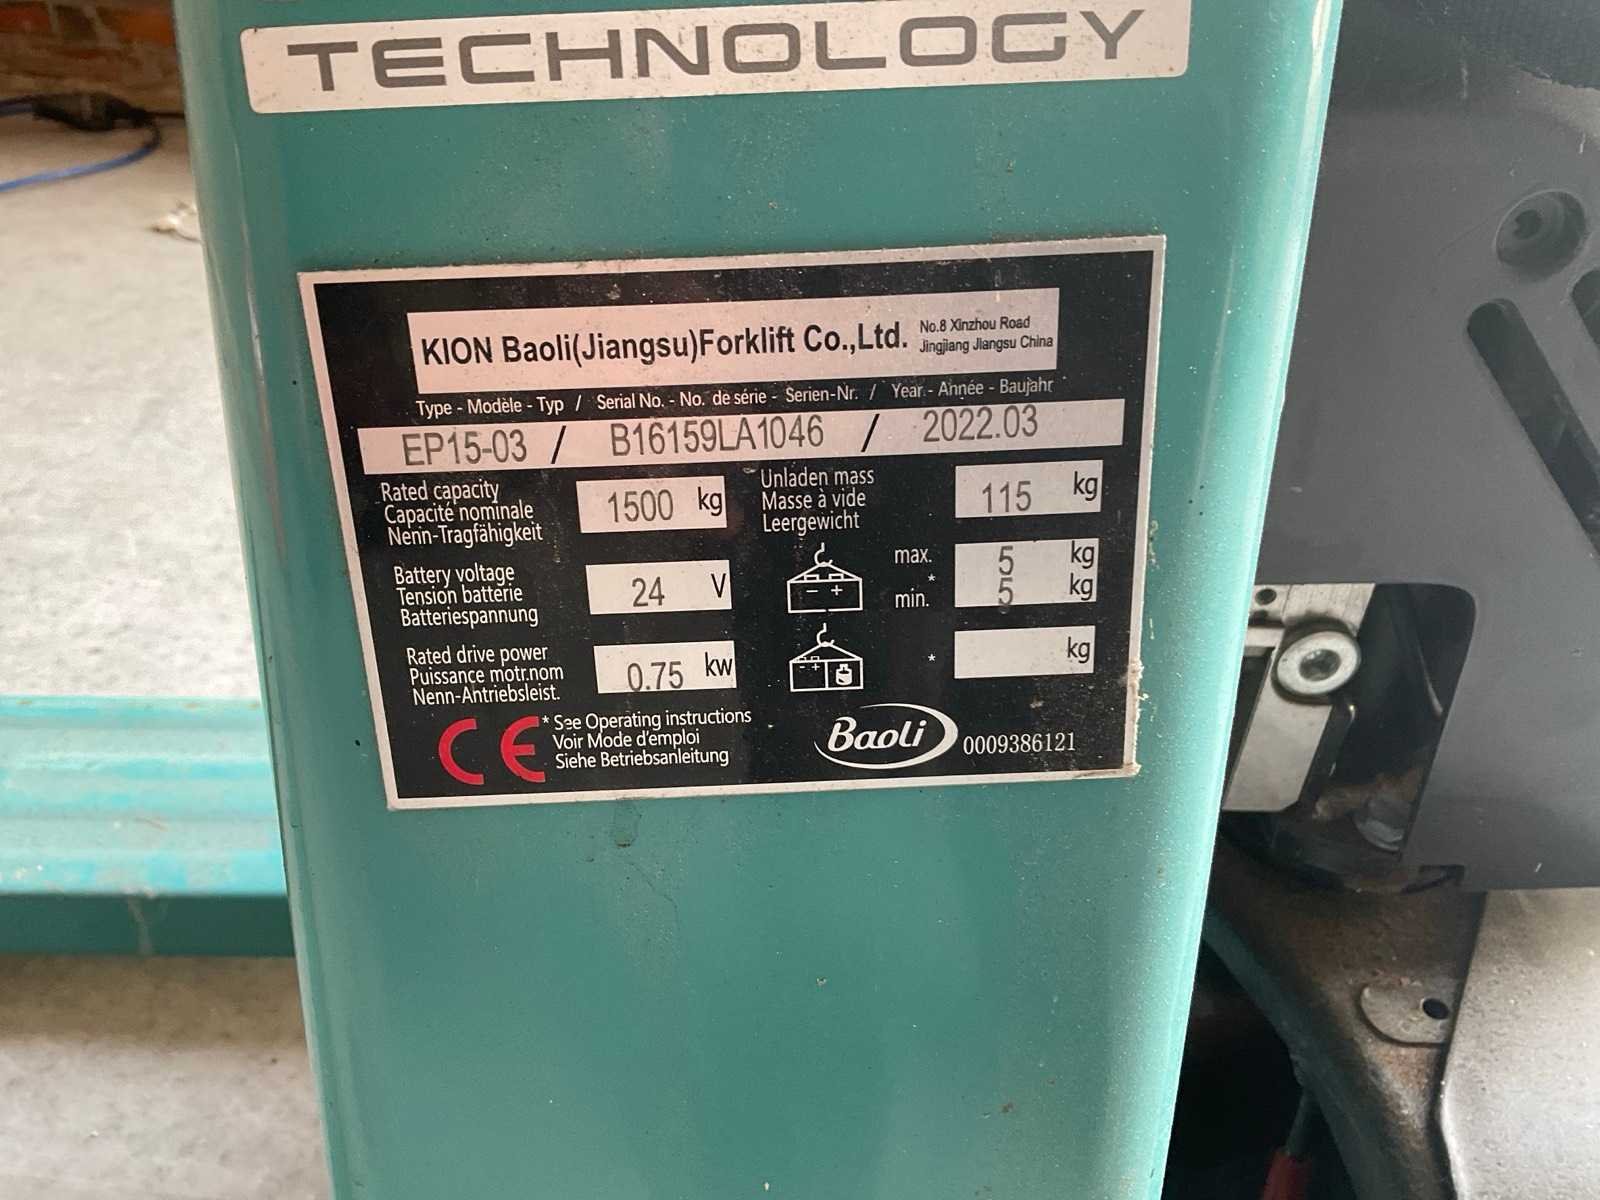 TECHNOLOGY
KION Baoli(Jiangsu)Forklift Co.,Ltd. No.8 Xinzhou Road
Jingjiang Jiangsu China
Type - Modèle - Typ / Serial No. - No. de série - Serien-Nr. / Year - Année - Baujahr
EP15-03 / B16159LA1046 / 2022.03
Rated capacity
Capacité nominale
Nenn-Tragfähigkeit
1500 kg
Unladen mass
Masse à vide
Leergewicht
115 kg
Battery voltage
Tension batterie
Batteriespannung
24 V
max. 5 kg
*
min. 5 kg
Rated drive power
Puissance motr.nom
Nenn-Antriebsleist.
0.75 kw
* kg
CE
* See Operating instructions
Voir Mode d'emploi
Siehe Betriebsanleitung
Baoli 0009386121